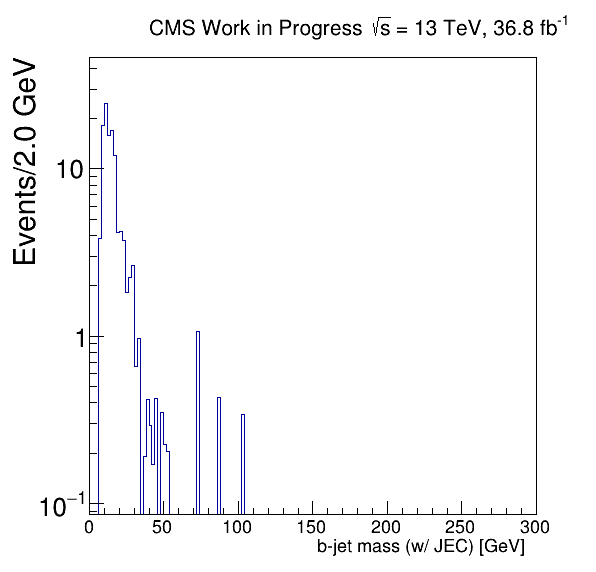 CMS Work in Progress √s = 13 TeV, 36.8 fb⁻¹
Events/2.0 GeV
10
1
10⁻¹
0 50 100 150 200 250 300
b-jet mass (w/ JEC) [GeV]